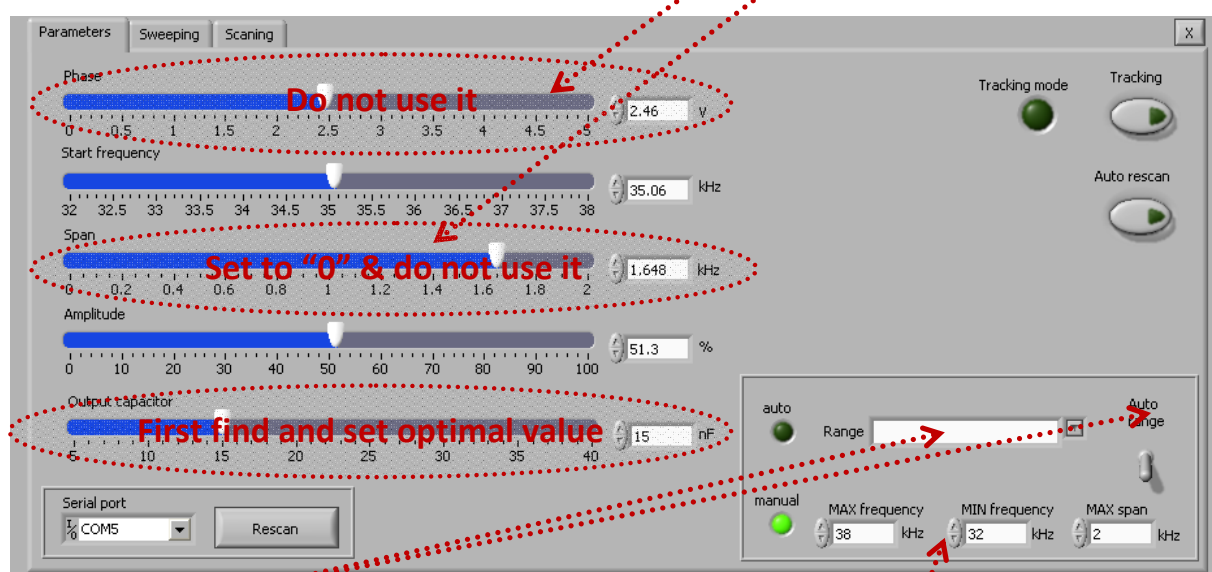 Parameters Sweeping Scaning X
Phase
Do not use it
2.46 V
0 0.5 1 1.5 2 2.5 3 3.5 4 4.5 5
Tracking mode Tracking
Start frequency
35.06 kHz
32 32.5 33 33.5 34 34.5 35 35.5 36 36.5 37 37.5 38
Auto rescan
Span
Set to “0” & do not use it
1.648 kHz
0 0.2 0.4 0.6 0.8 1 1.2 1.4 1.6 1.8 2
Amplitude
51.3 %
0 10 20 30 40 50 60 70 80 90 100
Output capacitor
First find and set optimal value
15 nF
5 10 15 20 25 30 35 40
Serial port
COM5 Rescan
auto Range Auto range
manual
MAX frequency MIN frequency MAX span
38 kHz 32 kHz 2 kHz